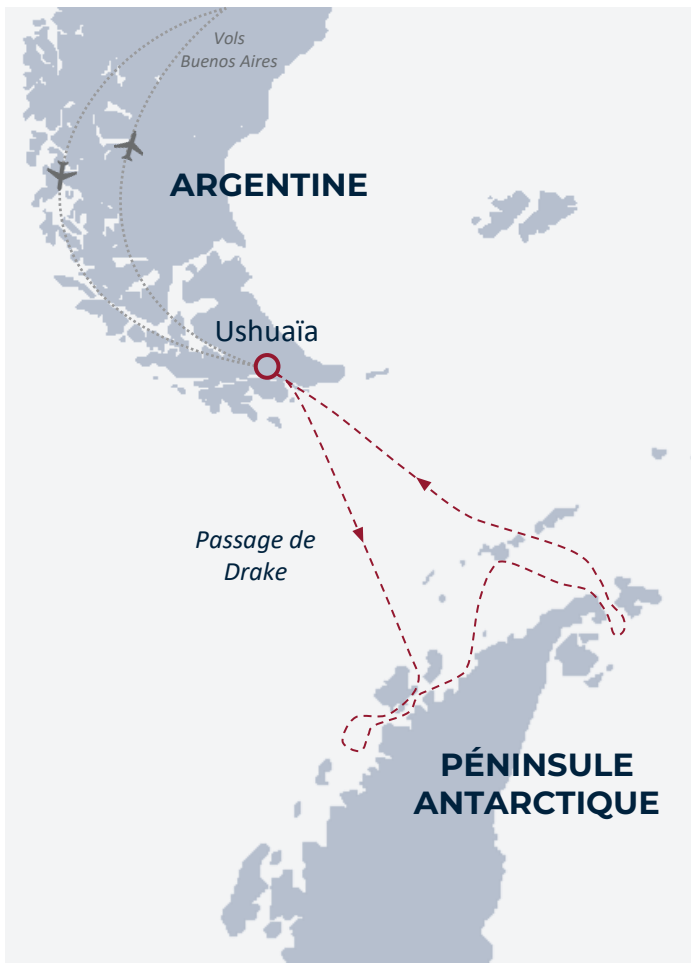 Vols
Buenos Aires
ARGENTINE
Ushuaïa
Passage de
Drake
PÉNINSULE
ANTARCTIQUE